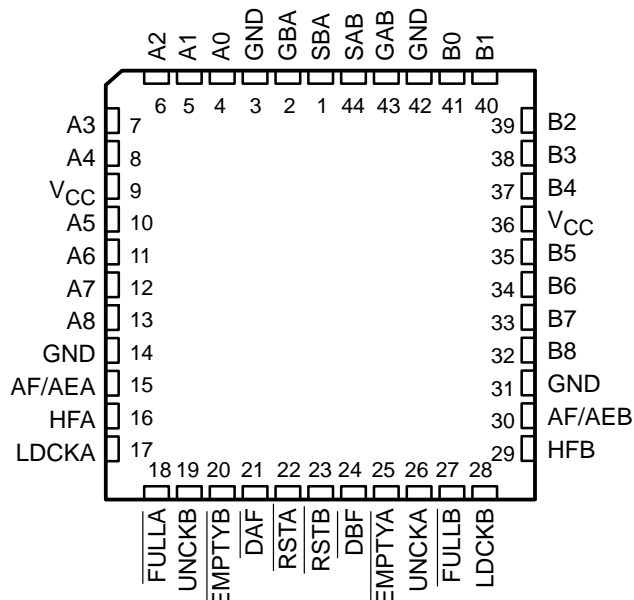 A2 A1 A0 GND GBA SBA SAB GAB GND B0 B1
6 5 4 3 2 1 44 43 42 41 40
A3 7 39 B2
A4 8 38 B3
VCC 9 37 B4
A5 10 36 VCC
A6 11 35 B5
A7 12 34 B6
A8 13 33 B7
GND 14 32 B8
AF/AEA 15 31 GND
HFA 16 30 AF/AEB
LDCKA 17 29 HFB
18 19 20 21 22 23 24 25 26 27 28
FULLA UNCKB EMPTYB DAF RSTA RSTB DBF EMPTYA UNCKA FULLB LDCKB